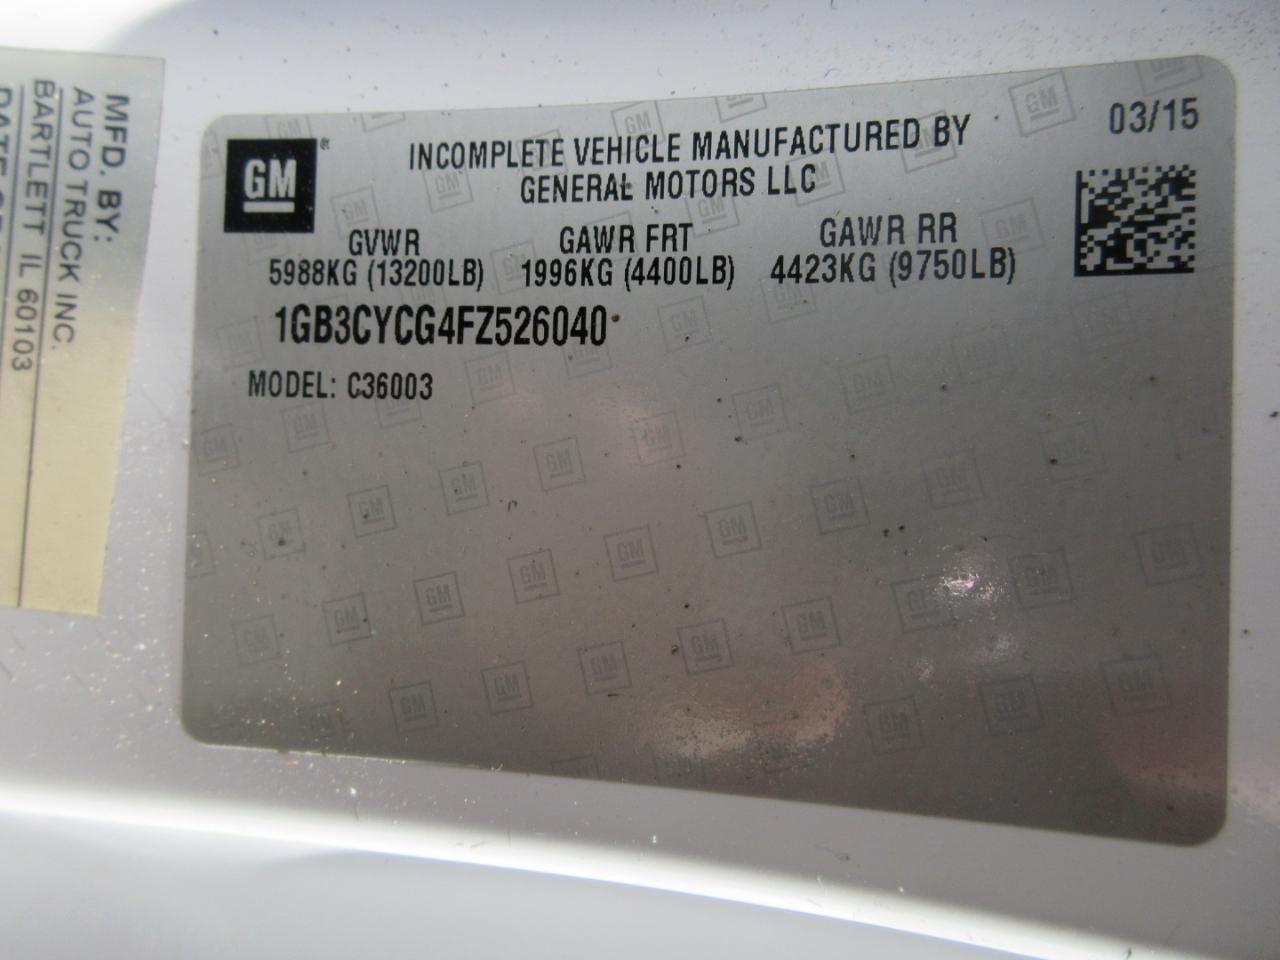 MFD. BY:
AUTO TRUCK INC.
BARTLETT IL 60103
GM®
INCOMPLETE VEHICLE MANUFACTURED BY
GENERAL MOTORS LLC
03/15
GVWR GAWR FRT GAWR RR
5988KG (13200LB) 1996KG (4400LB) 4423KG (9750LB)
1GB3CYCG4FZ526040
MODEL: C36003